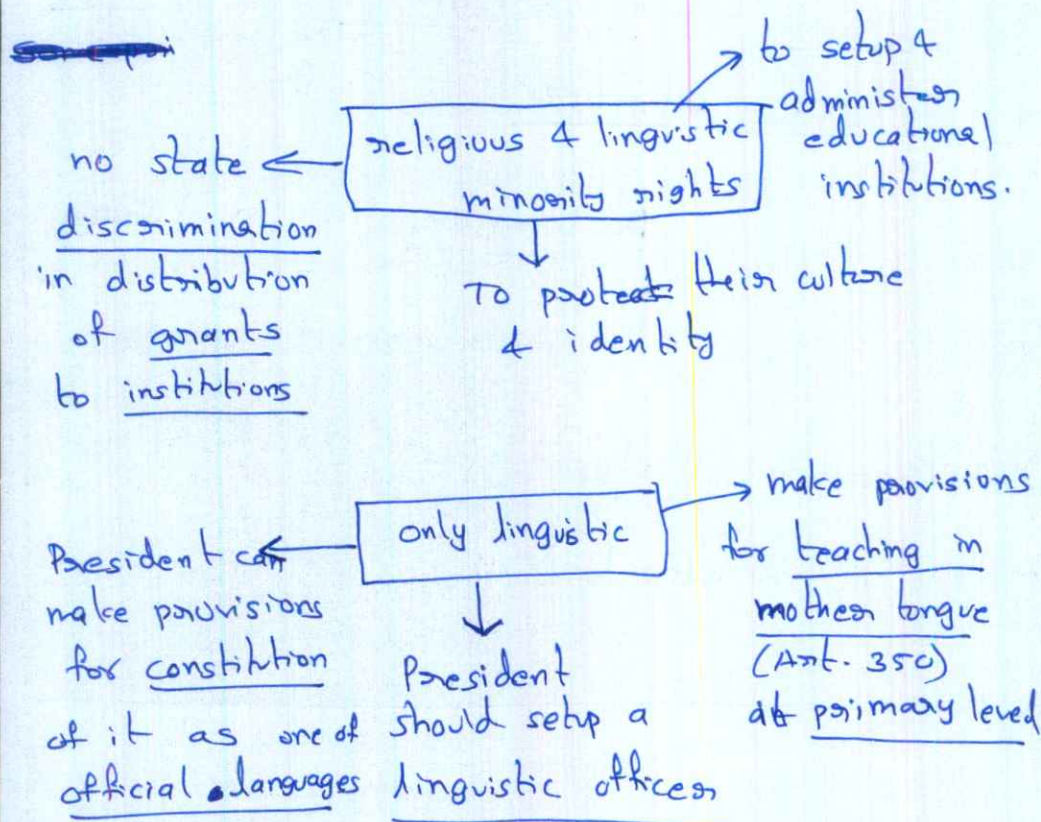 religious & linguistic
minority rights
to setup &
administer
educational
institutions.
no state
discrimination
in distribution
of grants
to institutions
To protect their culture
& identity
only linguistic
make provisions
for teaching in
mother tongue
(Art. 350)
at primary level
President can
make provisions
for constitution
of it as one of
official languages
President
should setup a
linguistic officer